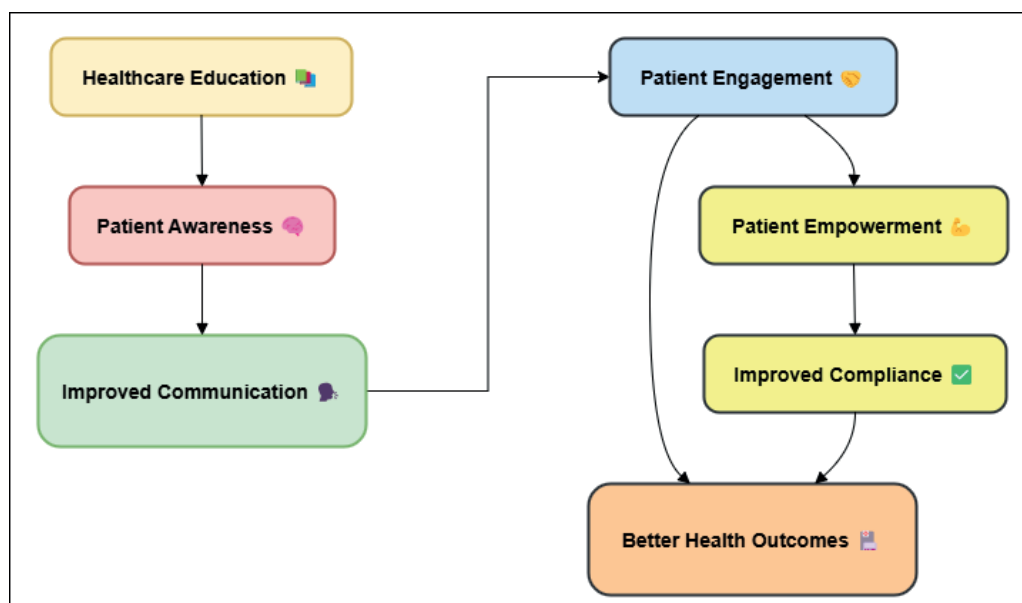 Healthcare Education 📚
Patient Awareness 🧠
Improved Communication 🗣️
Patient Engagement 🤝
Patient Empowerment 💪
Improved Compliance ✅
Better Health Outcomes